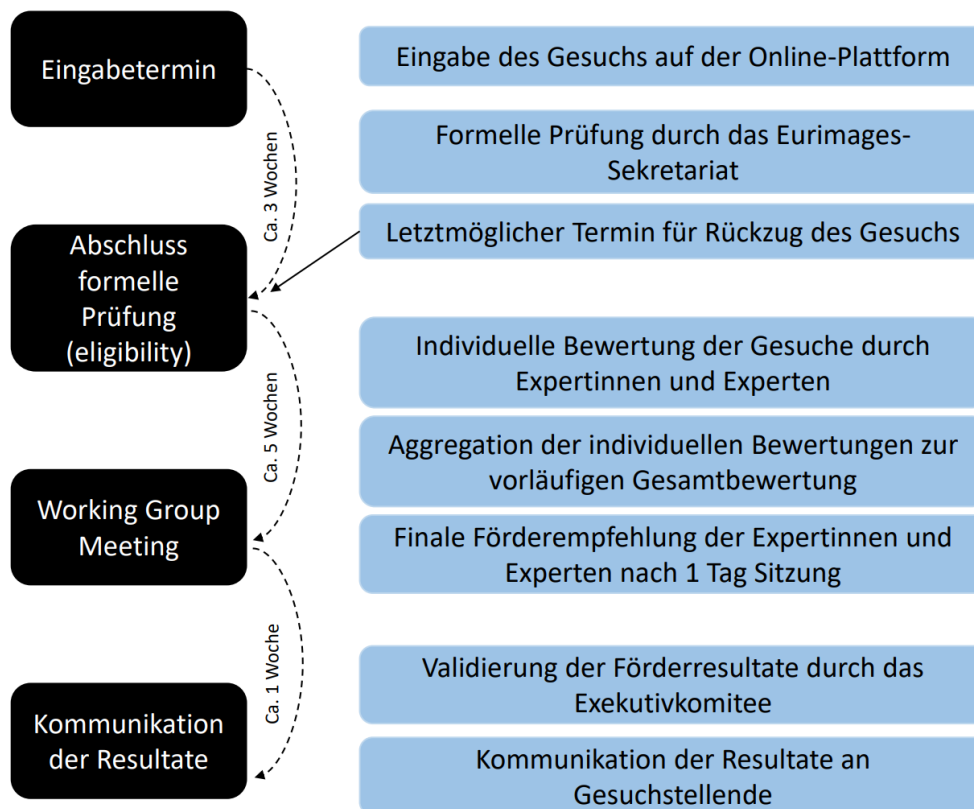 Eingabetermin
Eingabe des Gesuchs auf der Online-Plattform
Ca. 3 Wochen
Formelle Prüfung durch das Eurimages-
Sekretariat
Letztmöglicher Termin für Rückzug des Gesuchs
Abschluss
formelle
Prüfung
(eligibility)
Ca. 5 Wochen
Individuelle Bewertung der Gesuche durch
Expertinnen und Experten
Aggregation der individuellen Bewertungen zur
vorläufigen Gesamtbewertung
Working Group
Meeting
Finale Förderempfehlung der Expertinnen und
Experten nach 1 Tag Sitzung
Ca. 1 Woche
Validierung der Förderresultate durch das
Exekutivkomitee
Kommunikation
der Resultate
Kommunikation der Resultate an
Gesuchstellende